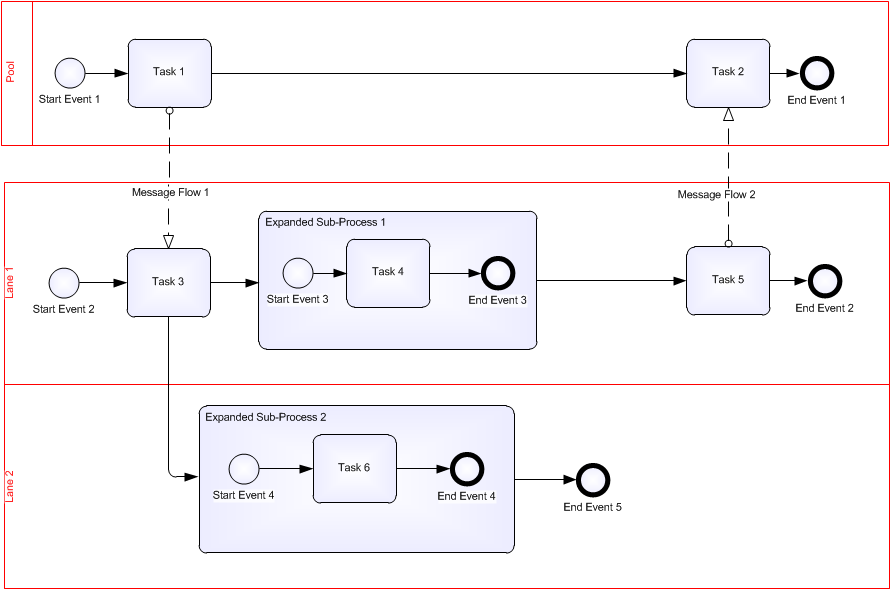 Pool
Task 1
Task 2
Start Event 1
End Event 1
Message Flow 1
Message Flow 2
Lane 1
Expanded Sub-Process 1
Task 3
Task 4
Task 5
Start Event 2
Start Event 3
End Event 3
End Event 2
Lane 2
Expanded Sub-Process 2
Task 6
Start Event 4
End Event 4
End Event 5